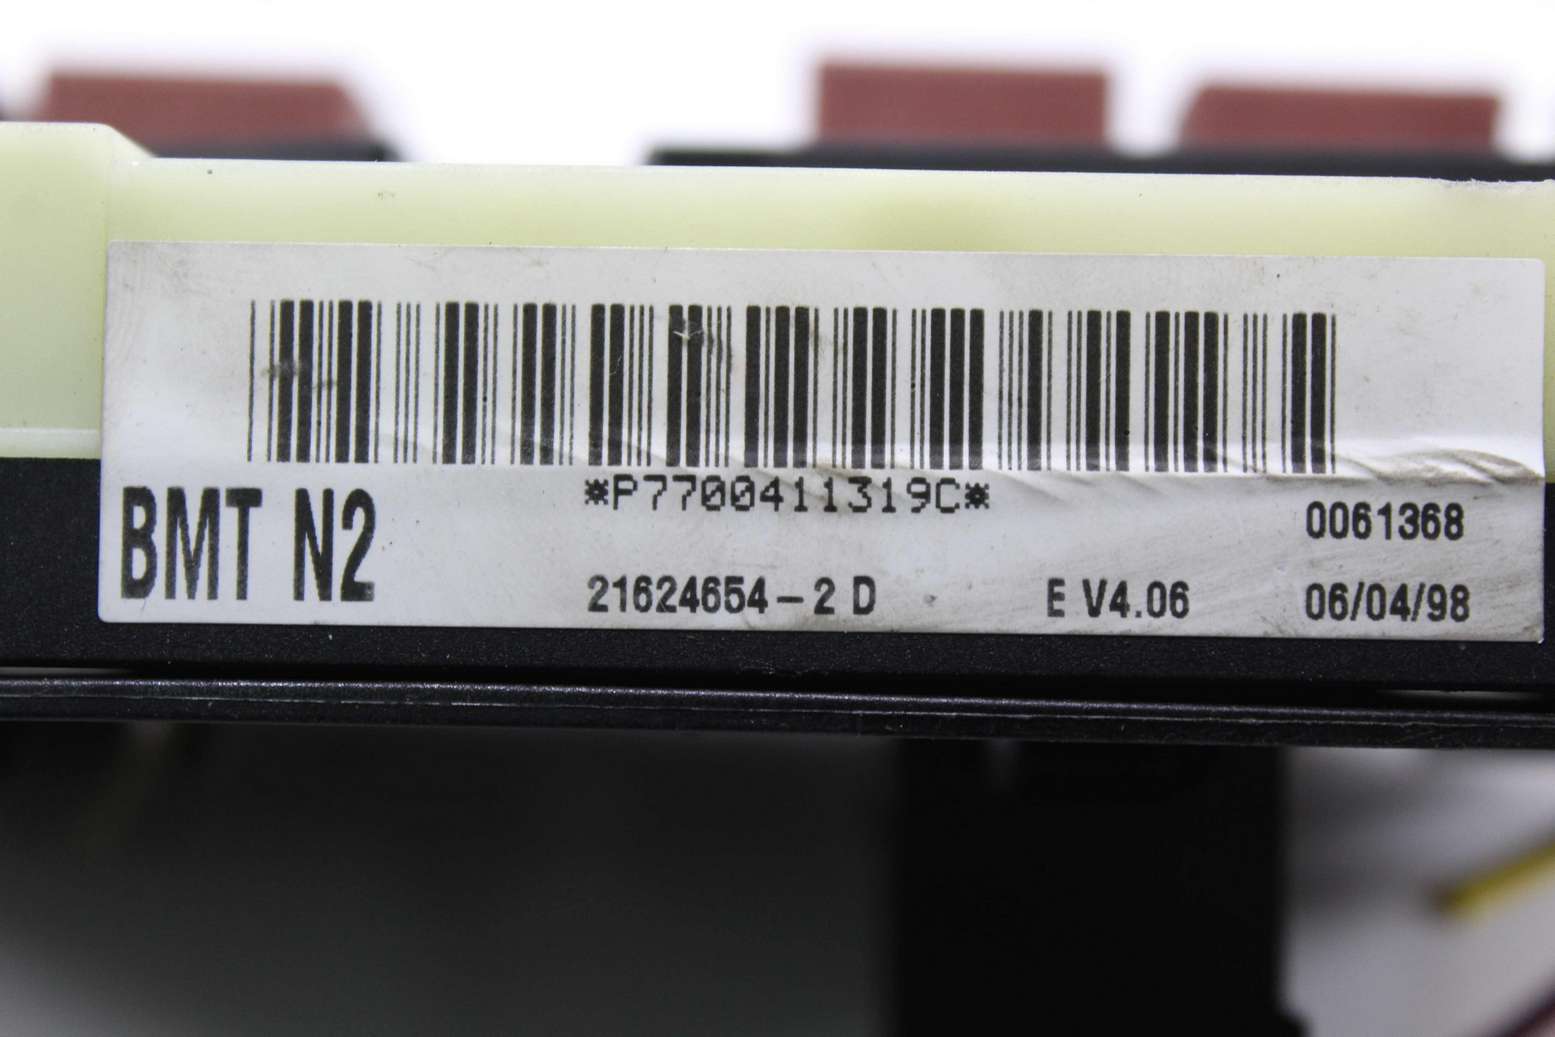 *P7700411319C*
BMT N2
0061368
21624654-2 D E V4.06 06/04/98